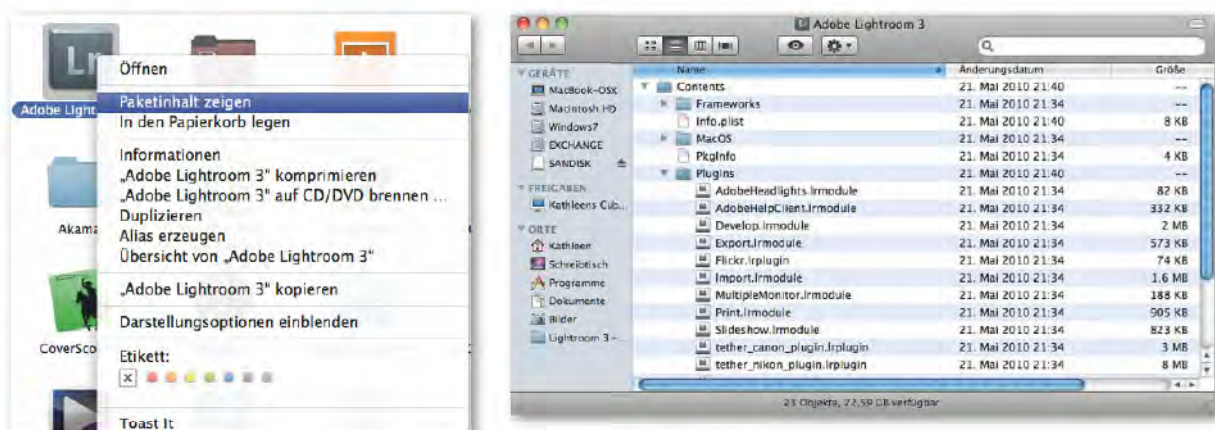 Lr
Adobe Light
Öffnen
Paketinhalt zeigen
In den Papierkorb legen
Informationen
„Adobe Lightroom 3" komprimieren
„Adobe Lightroom 3" auf CD/DVD brennen ...
Duplizieren
Alias erzeugen
Übersicht von „Adobe Lightroom 3"
„Adobe Lightroom 3" kopieren
Darstellungsoptionen einblenden
Etikett:
X
Toast It
Akama
CoverSco
Adobe Lightroom 3
Name Änderungsdatum Größe
GERÄTE
MacBook-OSX
Macintosh HD
Windows7
EXCHANGE
SANDISK
FREIGABEN
Kathleens Cub...
ORTE
Kathleen
Schreibtisch
Programme
Dokumente
Bilder
Lightroom 3 –...
Contents 21. Mai 2010 21:40 --
Frameworks 21. Mai 2010 21:34 --
Info.plist 21. Mai 2010 21:40 8 KB
MacOS 21. Mai 2010 21:34 --
PkgInfo 21. Mai 2010 21:34 4 KB
PlugIns 21. Mai 2010 21:40 --
AdobeHeadlights.lrmodule 21. Mai 2010 21:34 82 KB
AdobeHelpClient.lrmodule 21. Mai 2010 21:34 332 KB
Develop.lrmodule 21. Mai 2010 21:34 2 MB
Export.lrmodule 21. Mai 2010 21:34 573 KB
Flickr.lrplugin 21. Mai 2010 21:34 74 KB
Import.lrmodule 21. Mai 2010 21:34 1,6 MB
MultipleMonitor.lrmodule 21. Mai 2010 21:34 188 KB
Print.lrmodule 21. Mai 2010 21:34 905 KB
Slideshow.lrmodule 21. Mai 2010 21:34 823 KB
tether_canon_plugin.lrplugin 21. Mai 2010 21:34 3 MB
tether_nikon_plugin.lrplugin 21. Mai 2010 21:34 8 MB
23 Objekte, 22,59 GB verfügbar